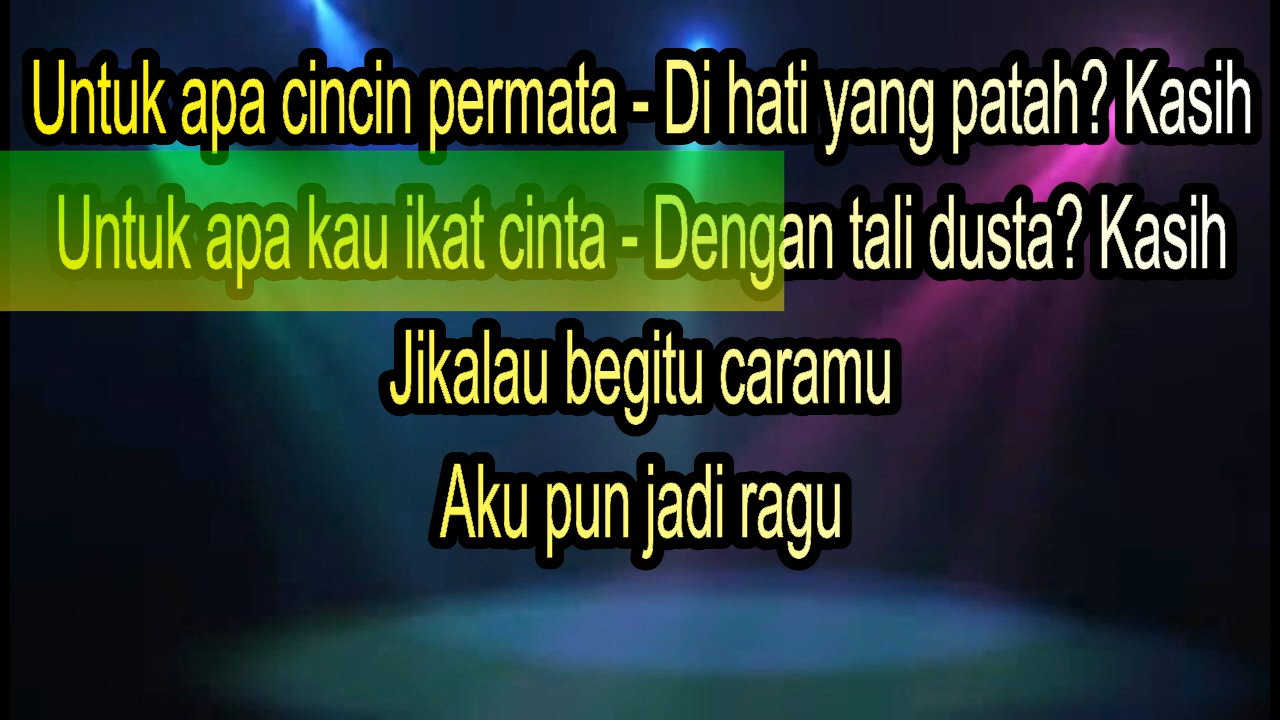 Untuk apa cincin permata - Di hati yang patah? Kasih
Untuk apa kau ikat cinta - Dengan tali dusta? Kasih
Jikalau begitu caramu
Aku pun jadi ragu